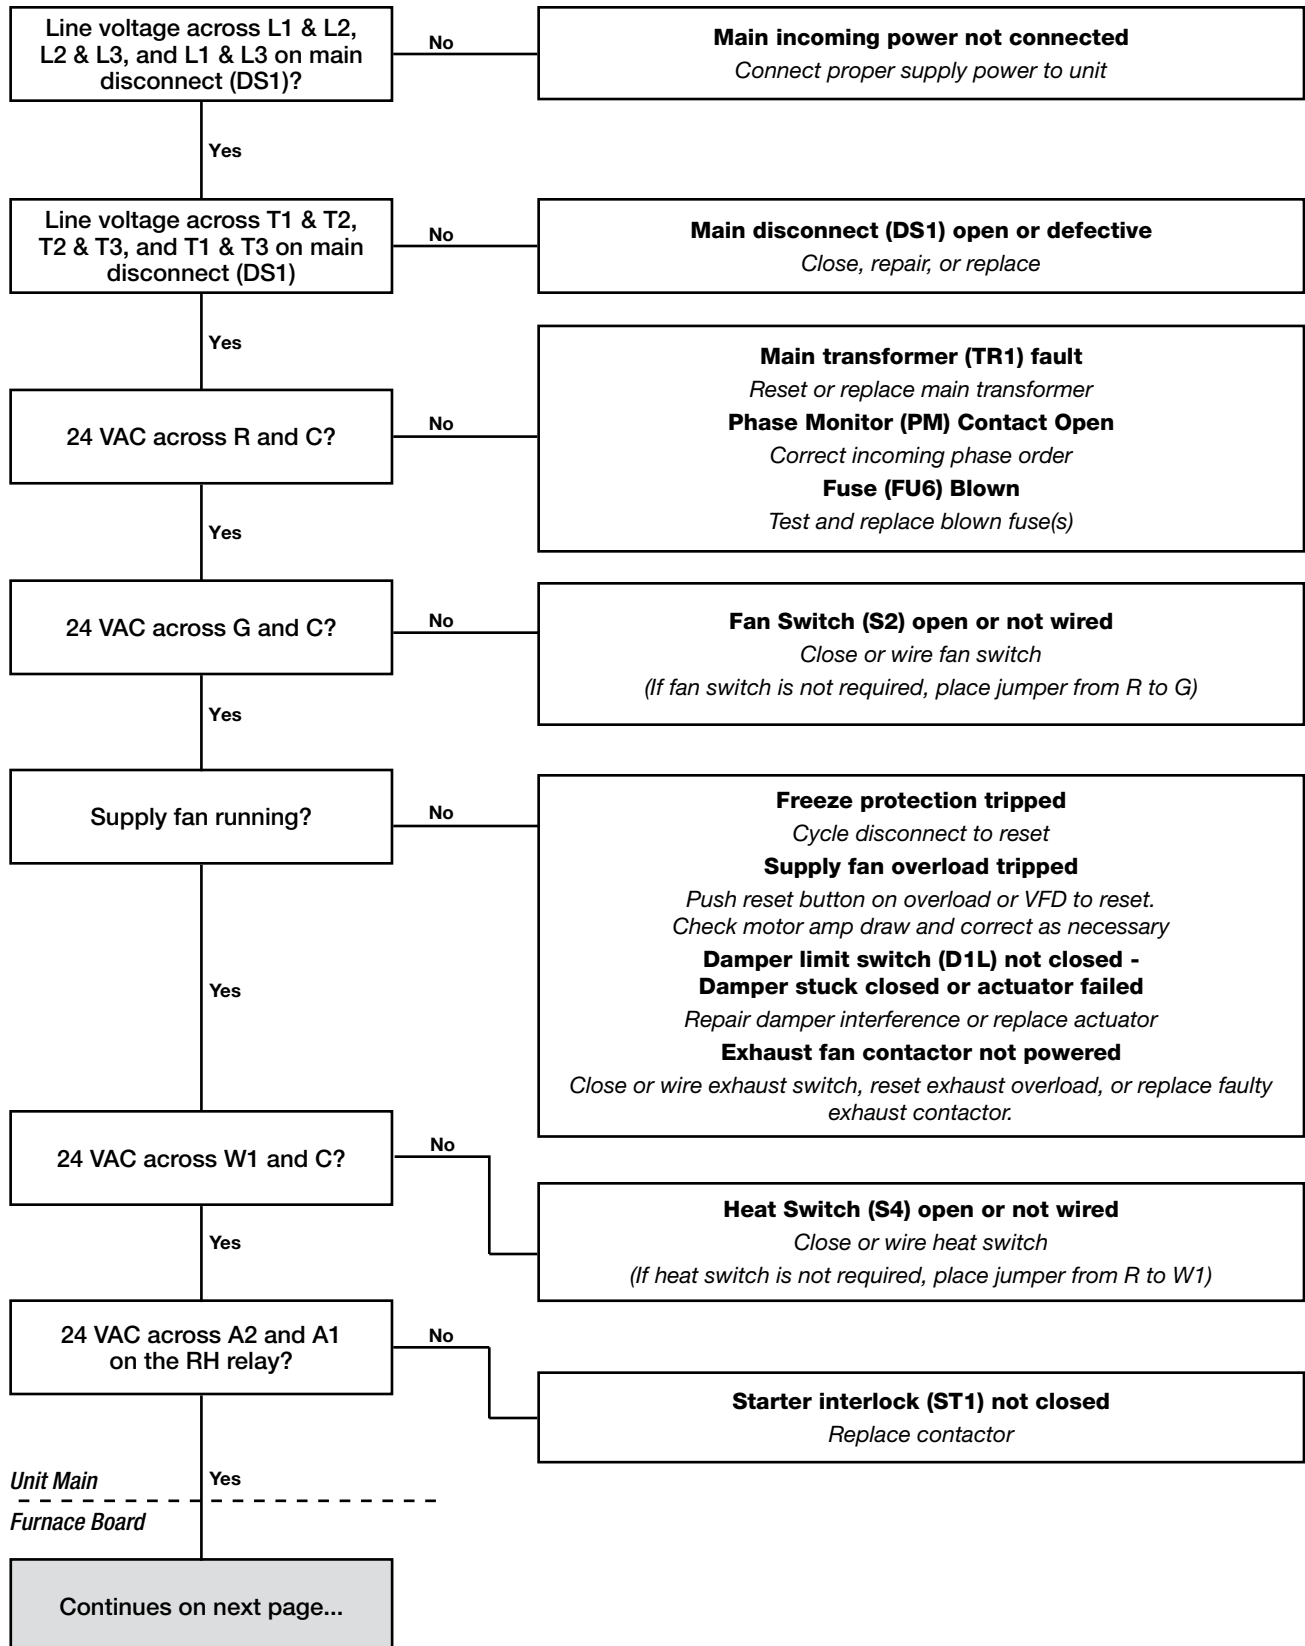 Line voltage across L1 & L2,
L2 & L3, and L1 & L3 on main
disconnect (DS1)?
No
Main incoming power not connected
Connect proper supply power to unit
Yes
Line voltage across T1 & T2,
T2 & T3, and T1 & T3 on main
disconnect (DS1)
No
Main disconnect (DS1) open or defective
Close, repair, or replace
Yes
24 VAC across R and C?
No
Main transformer (TR1) fault
Reset or replace main transformer
Phase Monitor (PM) Contact Open
Correct incoming phase order
Fuse (FU6) Blown
Test and replace blown fuse(s)
Yes
24 VAC across G and C?
No
Fan Switch (S2) open or not wired
Close or wire fan switch
(If fan switch is not required, place jumper from R to G)
Yes
Supply fan running?
No
Freeze protection tripped
Cycle disconnect to reset
Supply fan overload tripped
Push reset button on overload or VFD to reset.
Check motor amp draw and correct as necessary
Damper limit switch (D1L) not closed -
Damper stuck closed or actuator failed
Repair damper interference or replace actuator
Exhaust fan contactor not powered
Close or wire exhaust switch, reset exhaust overload, or replace faulty
exhaust contactor.
Yes
24 VAC across W1 and C?
No
Heat Switch (S4) open or not wired
Close or wire heat switch
(If heat switch is not required, place jumper from R to W1)
Yes
24 VAC across A2 and A1
on the RH relay?
No
Starter interlock (ST1) not closed
Replace contactor
Yes
Unit Main
Furnace Board
Continues on next page...